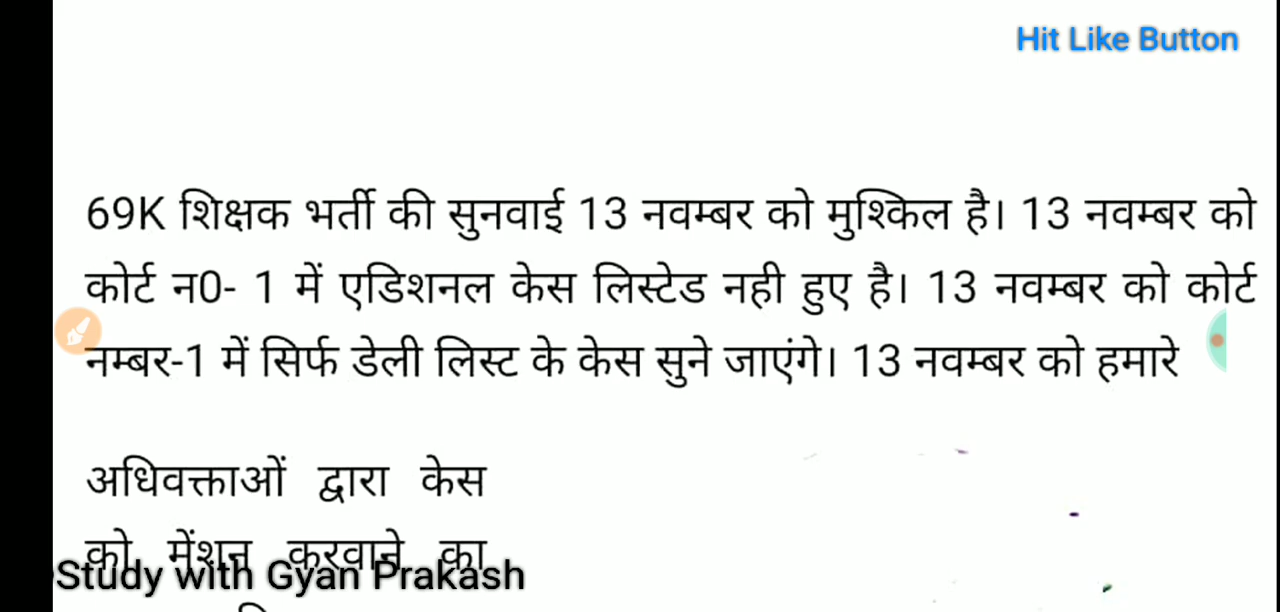 Hit Like Button
69K शिक्षक भर्ती की सुनवाई 13 नवम्बर को मुश्किल है। 13 नवम्बर को
कोर्ट न0- 1 में एडिशनल केस लिस्टेड नही हुए है। 13 नवम्बर को कोर्ट
नम्बर-1 में सिर्फ डेली लिस्ट के केस सुने जाएंगे। 13 नवम्बर को हमारे
अधिवक्ताओं द्वारा केस
को मेंशन करवाने का
Study with Gyan Prakash